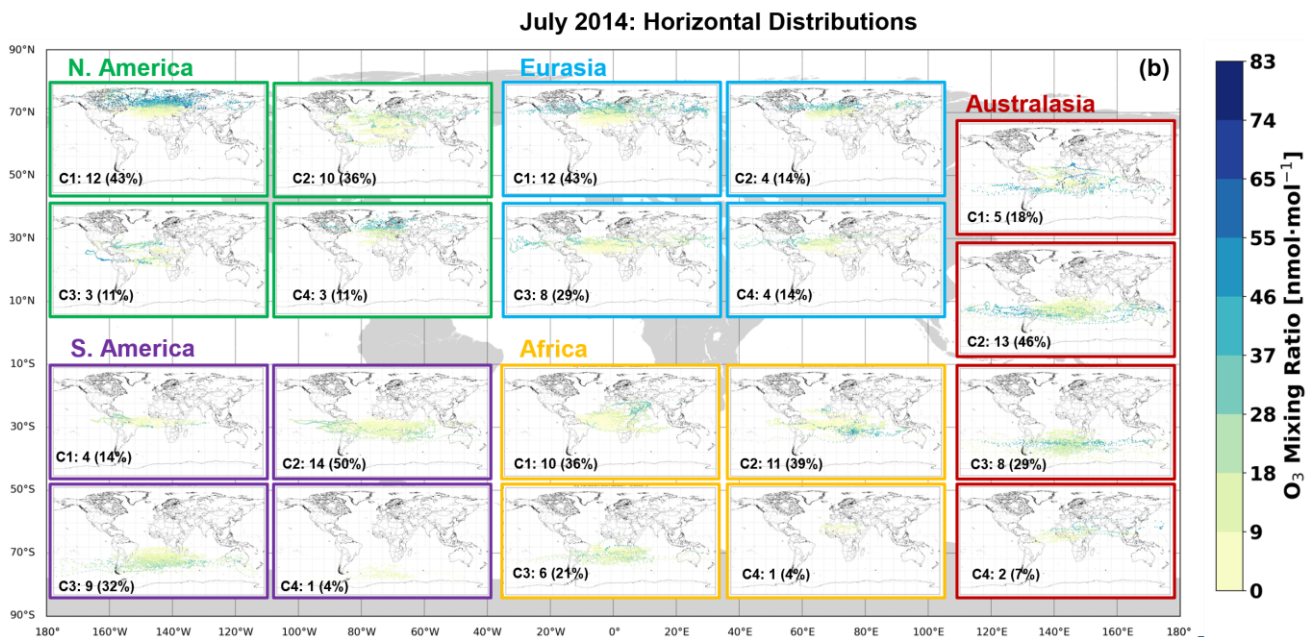 July 2014: Horizontal Distributions
90°N
70°N
50°N
30°N
10°N
10°S
30°S
50°S
70°S
90°S
N. America
C1: 12 (43%)
C2: 10 (36%)
C3: 3 (11%)
C4: 3 (11%)
Eurasia
C1: 12 (43%)
C2: 4 (14%)
C3: 8 (29%)
C4: 4 (14%)
(b)
Australasia
C1: 5 (18%)
C2: 13 (46%)
C3: 8 (29%)
C4: 2 (7%)
S. America
C1: 4 (14%)
C2: 14 (50%)
C3: 9 (32%)
C4: 1 (4%)
Africa
C1: 10 (36%)
C2: 11 (39%)
C3: 6 (21%)
C4: 1 (4%)
180° 160°W 140°W 120°W 100°W 80°W 60°W 40°W 20°W 0° 20°E 40°E 60°E 80°E 100°E 120°E 140°E 160°E 180°
83
74
65
55
46
37
28
18
9
0
O₃ Mixing Ratio [nmol·mol⁻¹]